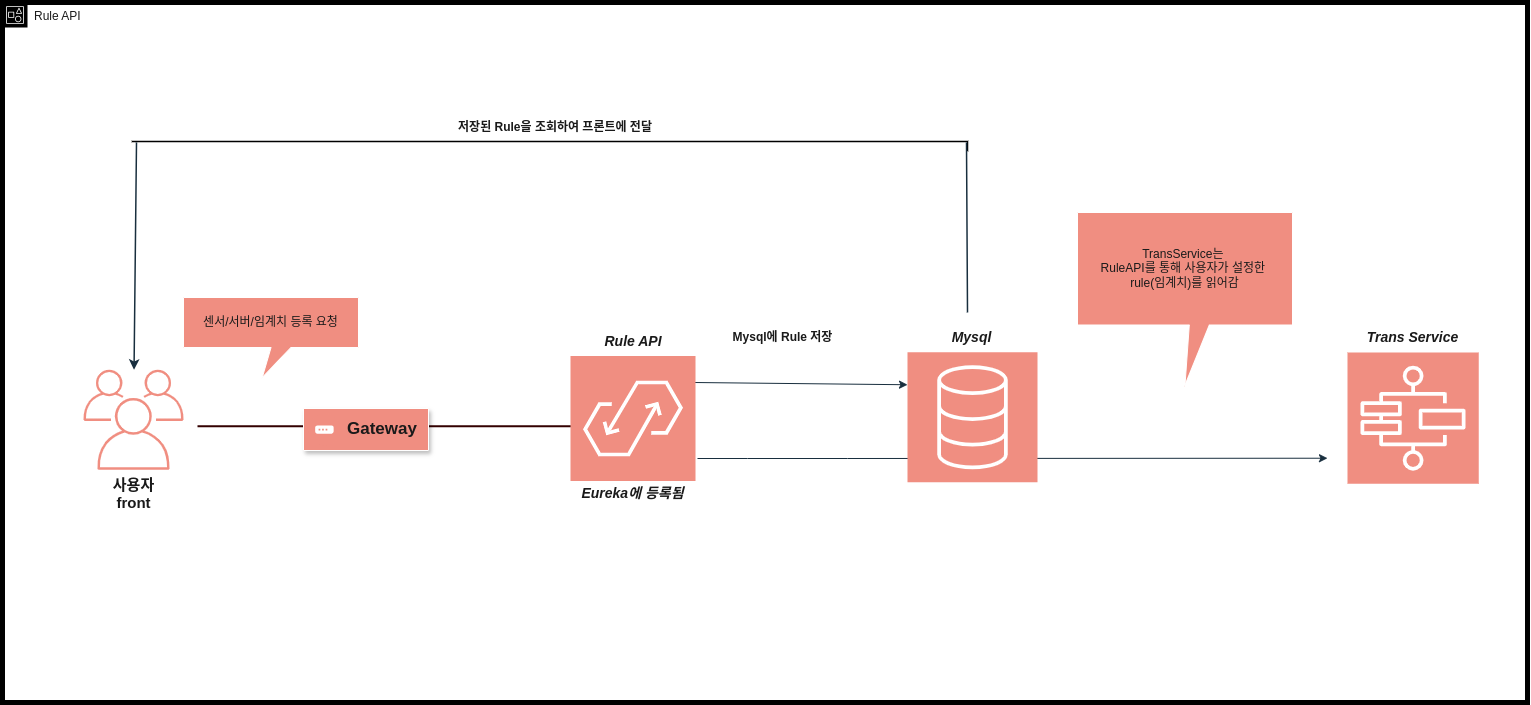 Rule API
저장된 Rule을 조회하여 프론트에 전달
TransService는
RuleAPI를 통해 사용자가 설정한
rule(임계치)를 읽어감
센서/서버/임계치 등록 요청
Rule API
Mysql에 Rule 저장
Mysql
Trans Service
Gateway
사용자
front
Eureka에 등록됨